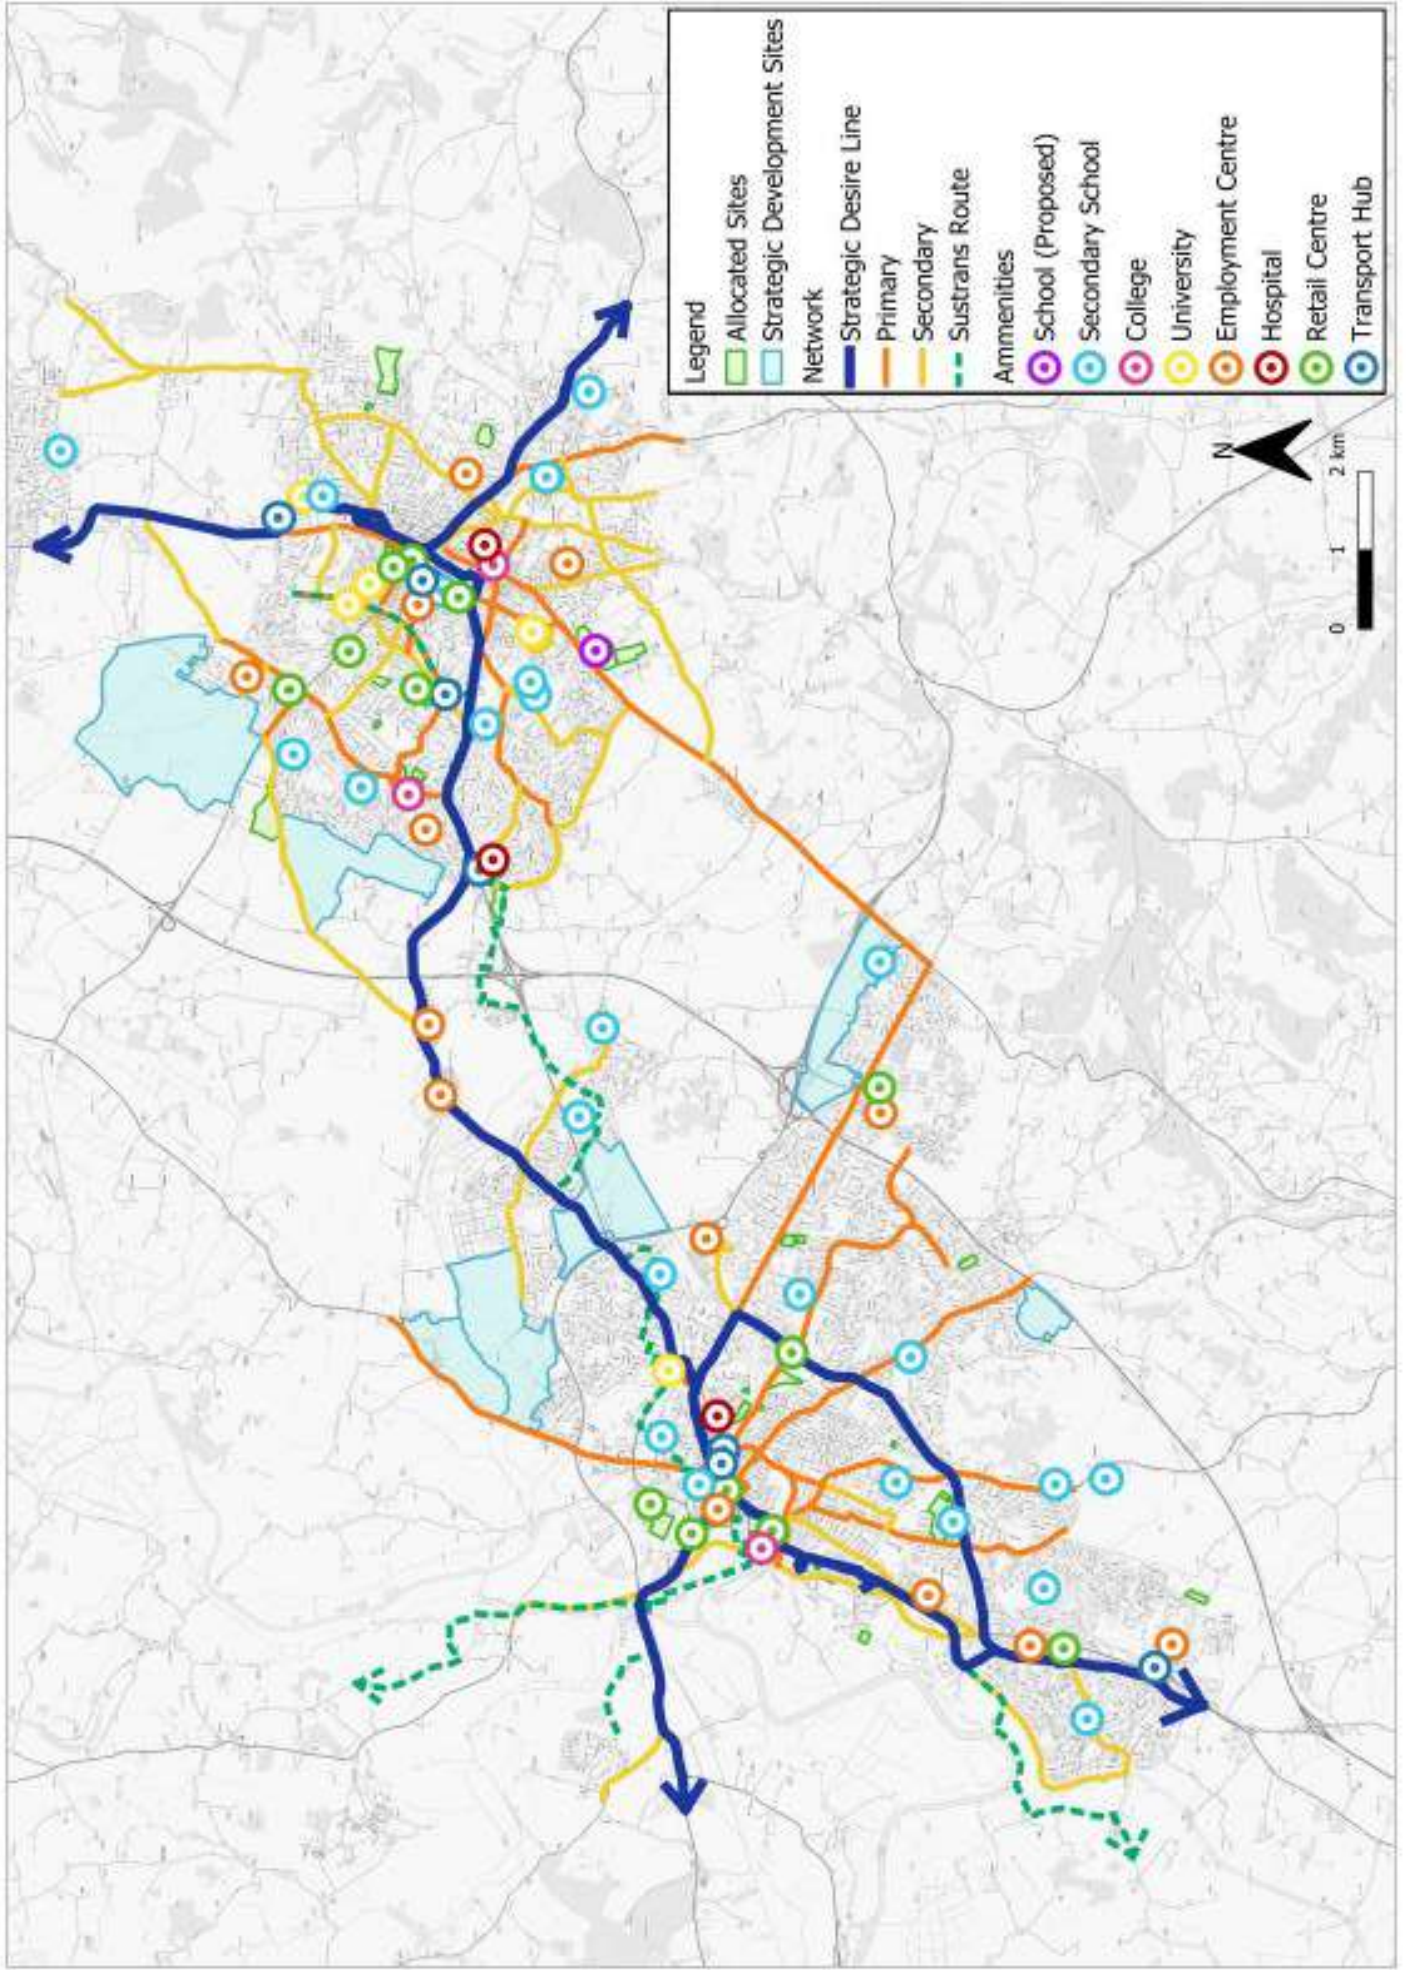 Legend
Allocated Sites
Strategic Development Sites
Network
Strategic Desire Line
Primary
Secondary
Sustrans Route
Ammenities
School (Proposed)
Secondary School
College
University
Employment Centre
Hospital
Retail Centre
Transport Hub
N
0 1 2 km